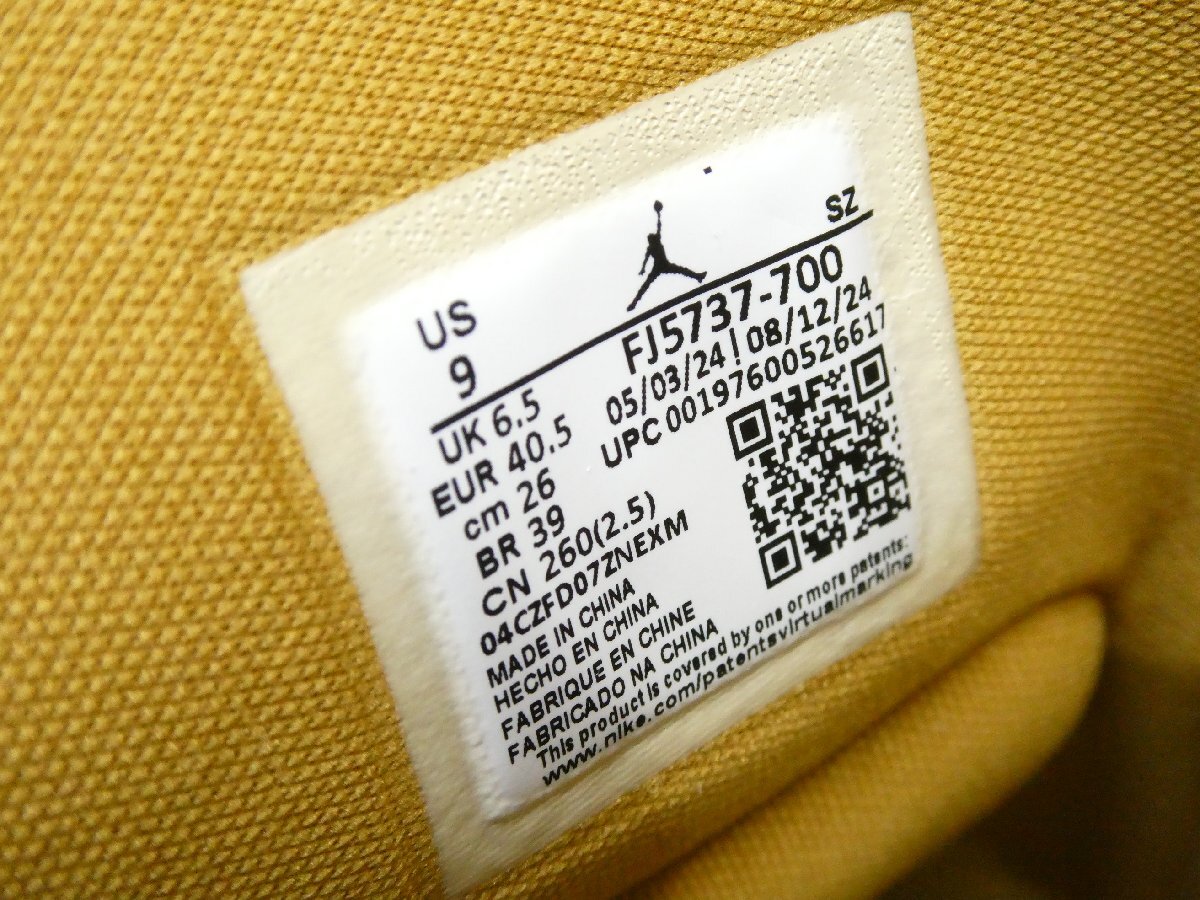 US
9
SZ
UK 6.5
EUR 40.5
cm 26
BR 39
CN 260(2.5)
FJ5737-700
05/03/24 | 08/12/24
UPC 00197600526617
04CZFD07ZNEXM
MADE IN CHINA
HECHO EN CHINA
FABRIQUE EN CHINE
FABRICADO NA CHINA
This product is covered by one or more patents:
www.nike.com/patentsvirtualmarking